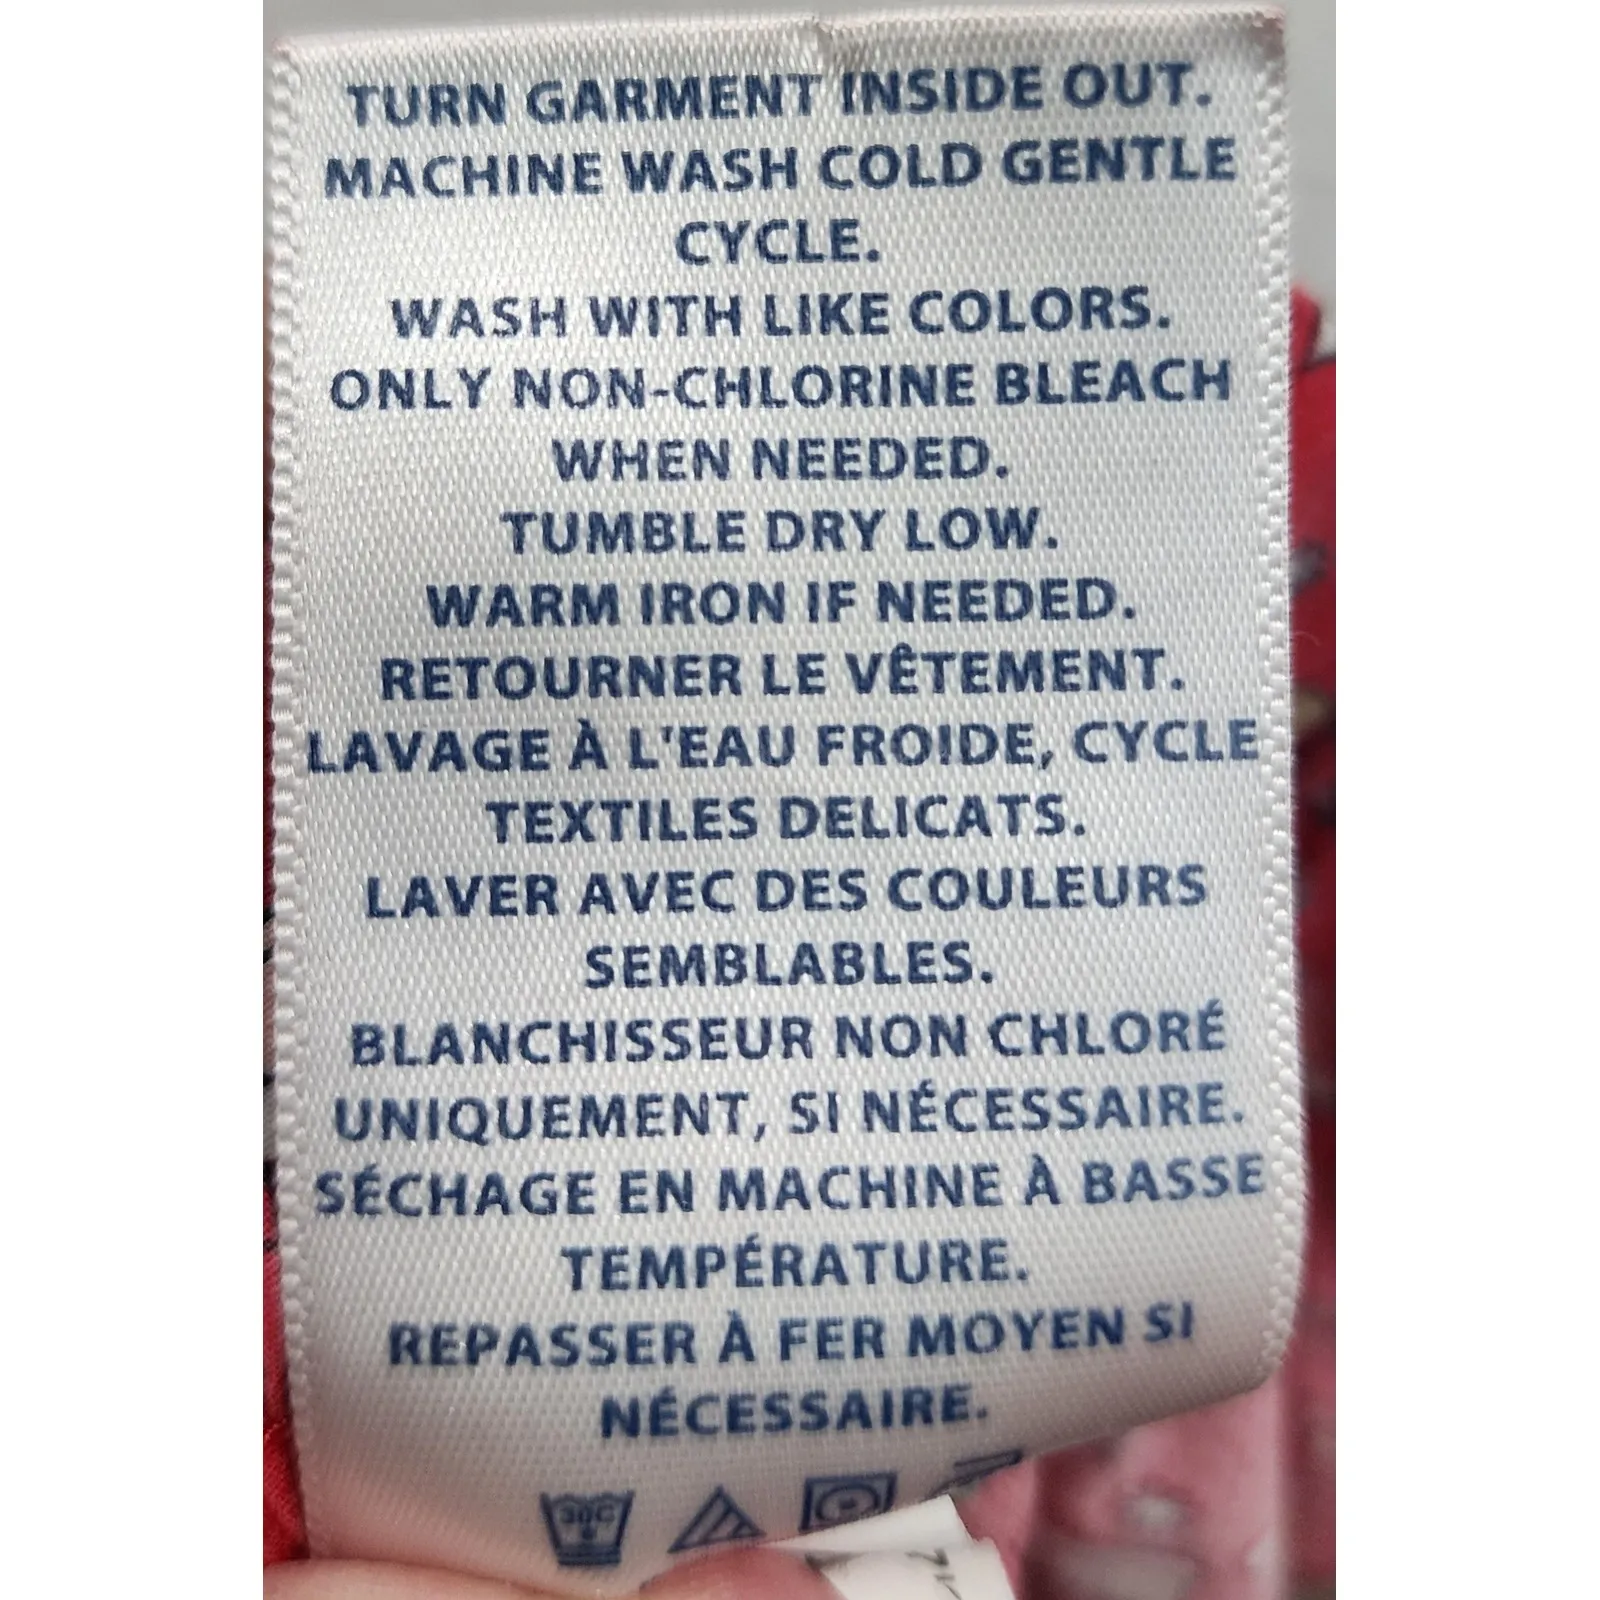 TURN GARMENT INSIDE OUT.
MACHINE WASH COLD GENTLE
CYCLE.
WASH WITH LIKE COLORS.
ONLY NON-CHLORINE BLEACH
WHEN NEEDED.
TUMBLE DRY LOW.
WARM IRON IF NEEDED.
RETOURNER LE VÊTEMENT.
LAVAGE À L'EAU FROIDE, CYCLE
TEXTILES DELICATS.
LAVER AVEC DES COULEURS
SEMBLABLES.
BLANCHISSEUR NON CHLORÉ
UNIQUEMENT, SI NÉCESSAIRE.
SÉCHAGE EN MACHINE À BASSE
TEMPÉRATURE.
REPASSER À FER MOYEN SI
NÉCESSAIRE.
30C